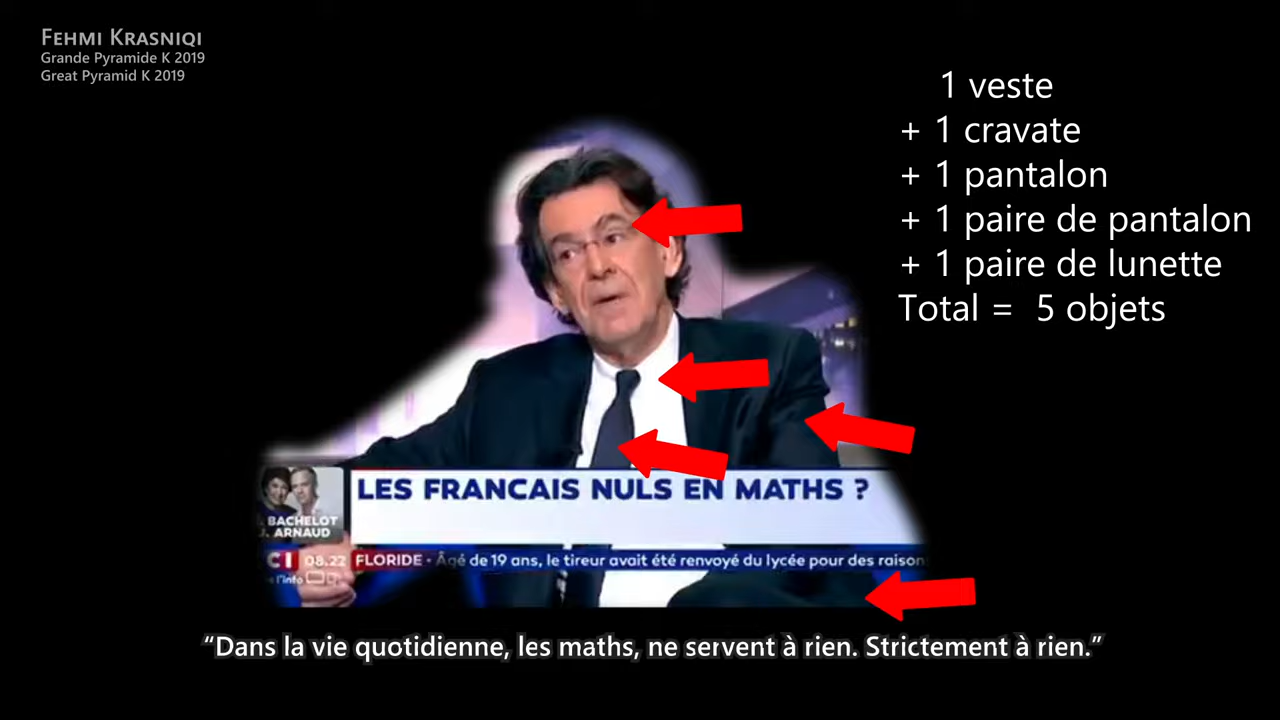 FEHMI KRASNIQI
Grande Pyramide K 2019
Great Pyramid K 2019
1 veste
+ 1 cravate
+ 1 pantalon
+ 1 paire de pantalon
+ 1 paire de lunette
Total = 5 objets
LES FRANCAIS NULS EN MATHS ?
BACHELOT
J. ARNAUD
CI 08.22 FLORIDE - Âgé de 19 ans, le tireur avait été renvoyé du lycée pour des raison
l'info
“Dans la vie quotidienne, les maths, ne servent à rien. Strictement à rien.”